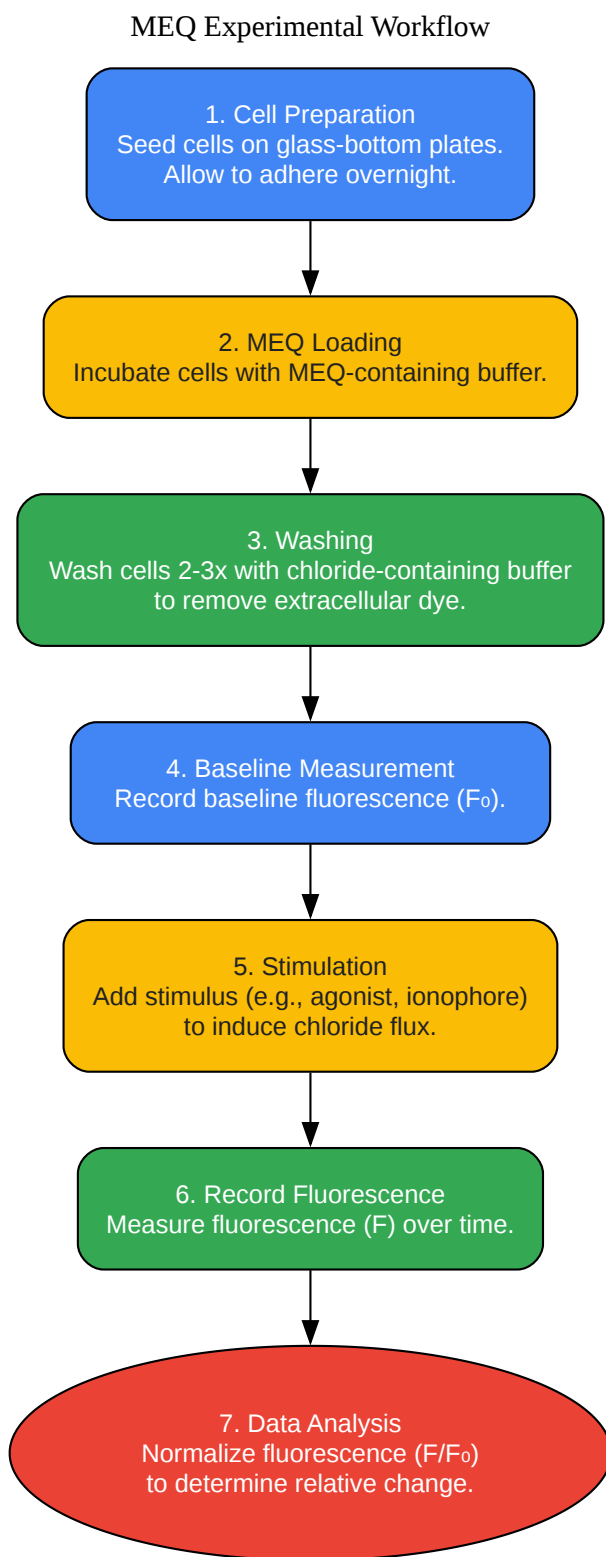 MEQ Experimental Workflow
1. Cell Preparation
Seed cells on glass-bottom plates.
Allow to adhere overnight.
2. MEQ Loading
Incubate cells with MEQ-containing buffer.
3. Washing
Wash cells 2-3x with chloride-containing buffer
to remove extracellular dye.
4. Baseline Measurement
Record baseline fluorescence (F₀).
5. Stimulation
Add stimulus (e.g., agonist, ionophore)
to induce chloride flux.
6. Record Fluorescence
Measure fluorescence (F) over time.
7. Data Analysis
Normalize fluorescence (F/F₀)
to determine relative change.